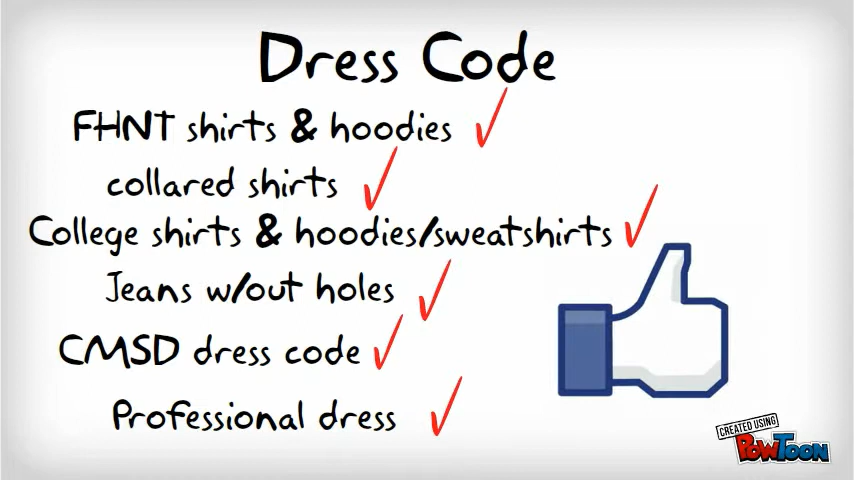 Dress Code
FHNT shirts & hoodies
collared shirts
College shirts & hoodies/sweatshirts
Jeans w/out holes
CMSD dress code
Professional dress
CREATED USING
POWTOON